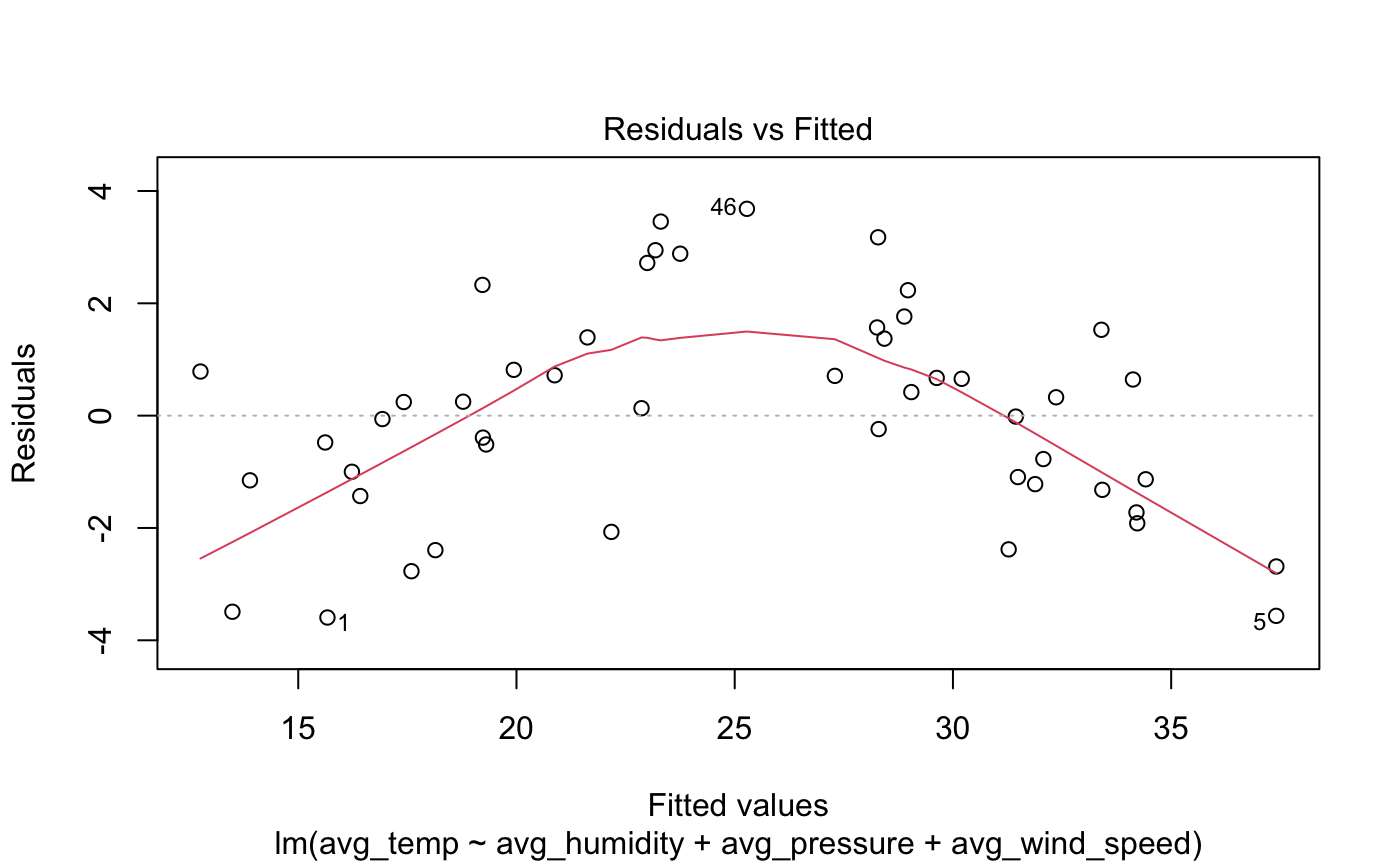 Residuals vs Fitted
4
2
0
-2
-4
Residuals
46
1
5
15 20 25 30 35
Fitted values
lm(avg_temp ~ avg_humidity + avg_pressure + avg_wind_speed)